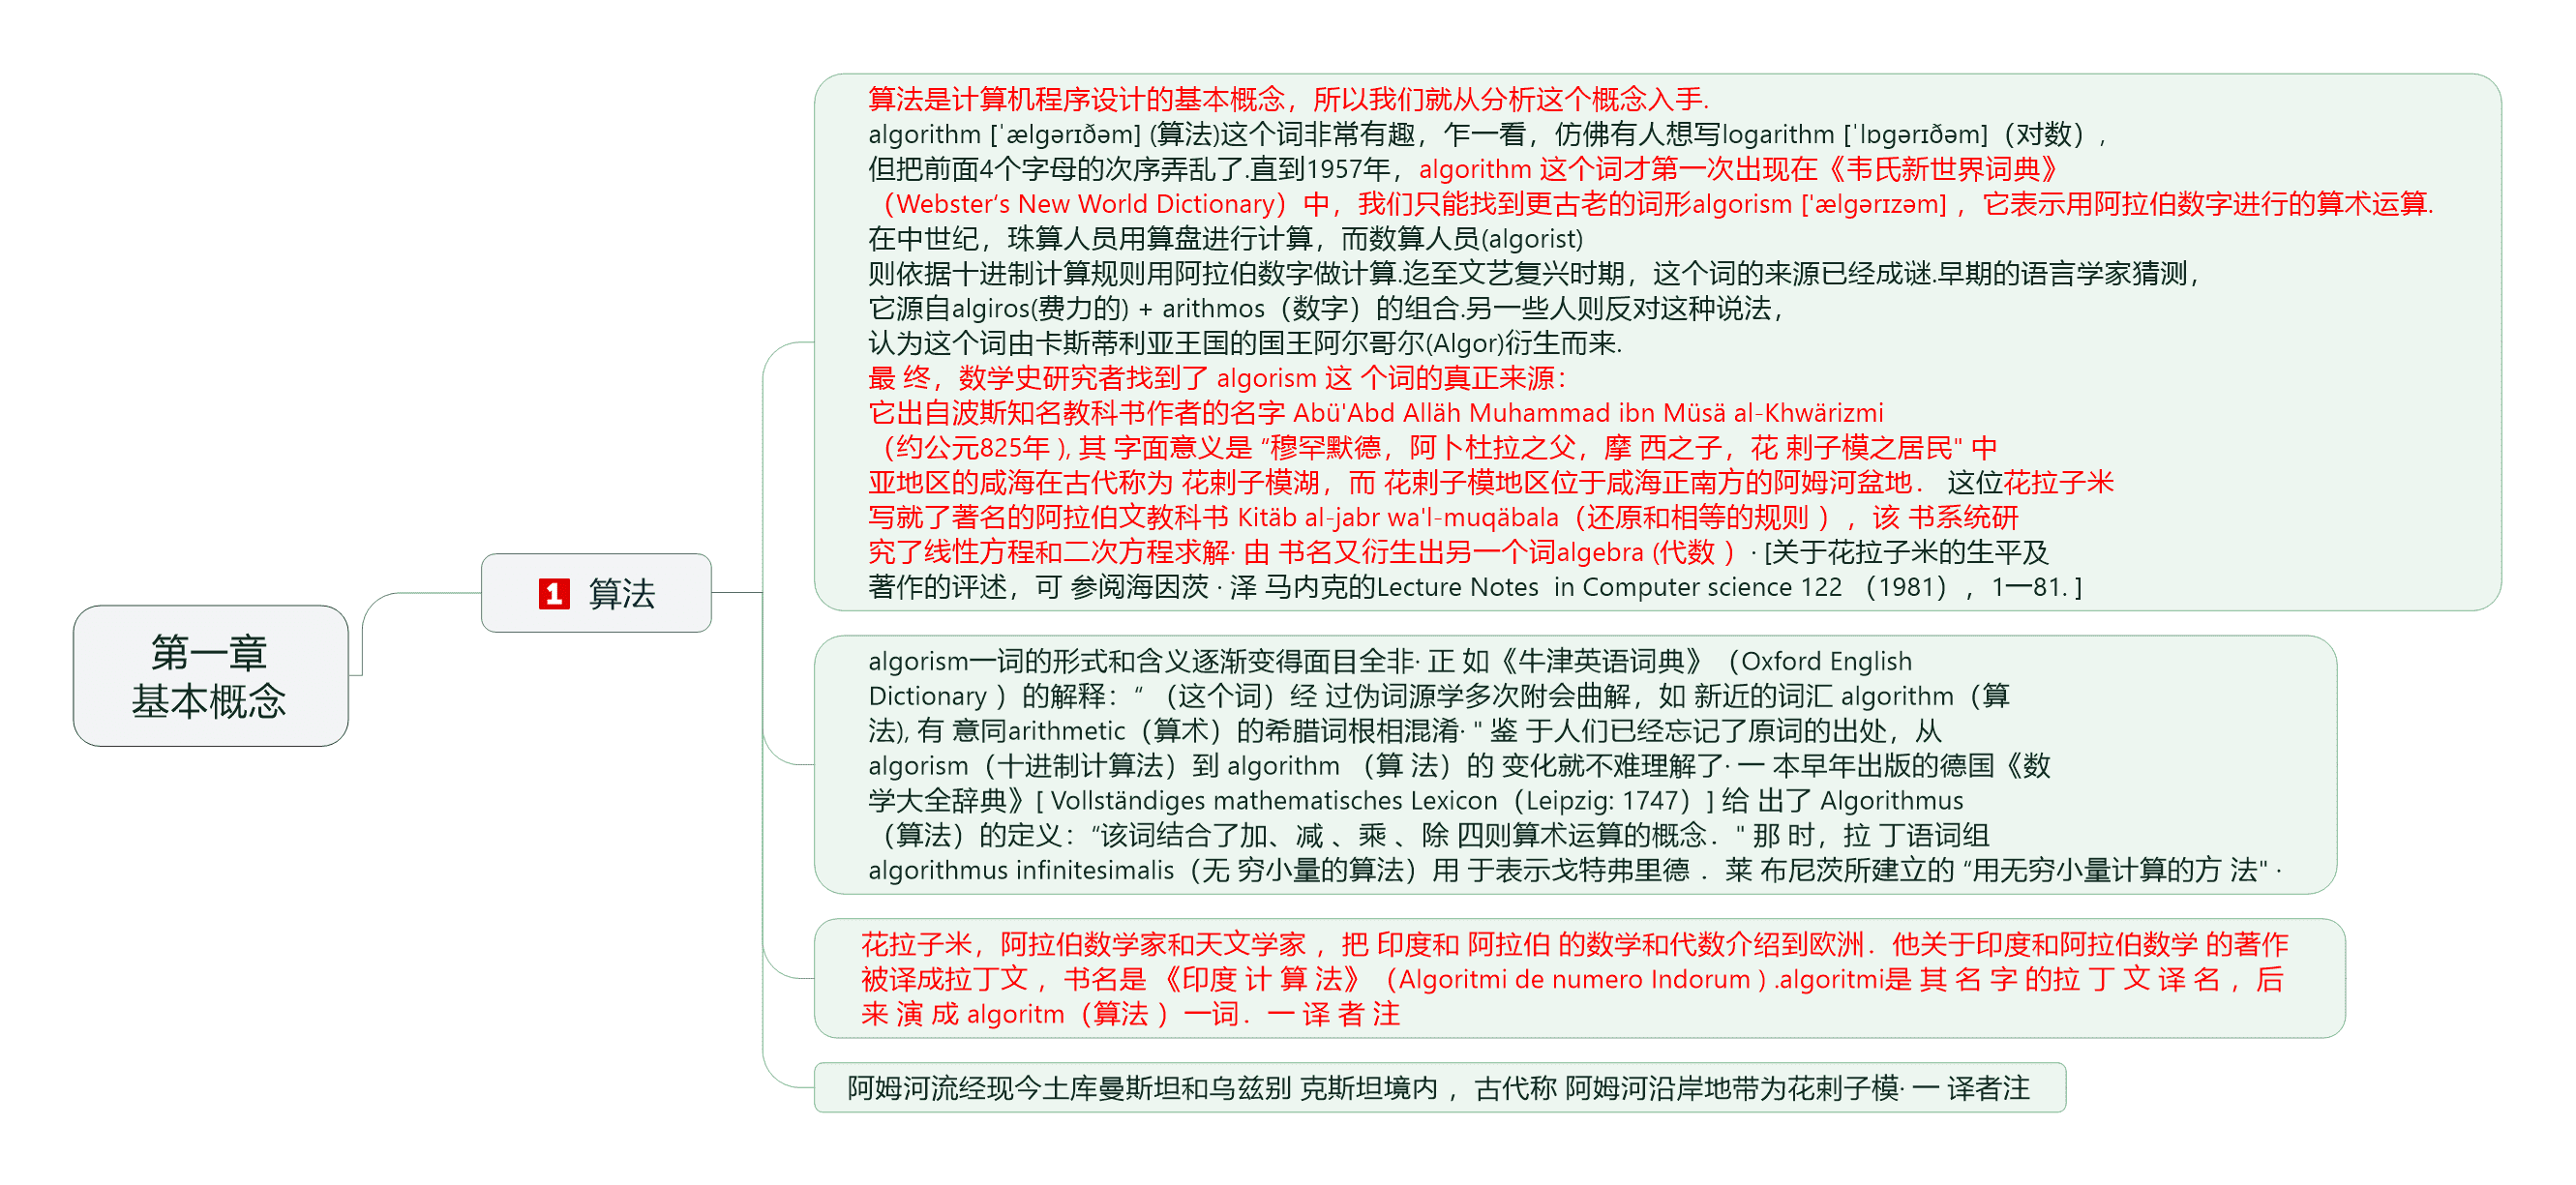 第一章
基本概念
1 算法
算法是计算机程序设计的基本概念，所以我们就从分析这个概念入手.
algorithm [ˈælgərɪðəm] (算法)这个词非常有趣，乍一看，仿佛有人想写logarithm [ˈlɒgərɪðəm]（对数）,
但把前面4个字母的次序弄乱了.直到1957年，algorithm 这个词才第一次出现在《韦氏新世界词典》
（Webster‘s New World Dictionary）中，我们只能找到更古老的词形algorism ['ælgərɪzəm] ，它表示用阿拉伯数字进行的算术运算.
在中世纪，珠算人员用算盘进行计算，而数算人员(algorist)
则依据十进制计算规则用阿拉伯数字做计算.迄至文艺复兴时期，这个词的来源已经成谜.早期的语言学家猜测，
它源自algiros(费力的) + arithmos（数字）的组合.另一些人则反对这种说法，
认为这个词由卡斯蒂利亚王国的国王阿尔哥尔(Algor)衍生而来.
最 终，数学史研究者找到了 algorism 这 个词的真正来源：
它出自波斯知名教科书作者的名字 Abü'Abd Alläh Muhammad ibn Müsä al-Khwärizmi
（约公元825年 ), 其 字面意义是 “穆罕默德，阿卜杜拉之父，摩 西之子，花 剌子模之居民" 中
亚地区的咸海在古代称为 花剌子模湖，而 花剌子模地区位于咸海正南方的阿姆河盆地． 这位花拉子米
写就了著名的阿拉伯文教科书 Kitäb al-jabr wa'l-muqäbala（还原和相等的规则 ），该 书系统研
究了线性方程和二次方程求解· 由 书名又衍生出另一个词algebra (代数 ）· [关于花拉子米的生平及
著作的评述，可 参阅海因茨 · 泽 马内克的Lecture Notes in Computer science 122 （1981），1一81. ]
algorism一词的形式和含义逐渐变得面目全非· 正 如《牛津英语词典》（Oxford English
Dictionary ）的解释：“ （这个词）经 过伪词源学多次附会曲解，如 新近的词汇 algorithm（算
法), 有 意同arithmetic（算术）的希腊词根相混淆· " 鉴 于人们已经忘记了原词的出处，从
algorism（十进制计算法）到 algorithm （算 法）的 变化就不难理解了· 一 本早年出版的德国《数
学大全辞典》[ Vollständiges mathematisches Lexicon（Leipzig: 1747）] 给 出了 Algorithmus
（算法）的定义：“该词结合了加、减 、乘 、除 四则算术运算的概念．" 那 时，拉 丁语词组
algorithmus infinitesimalis（无 穷小量的算法）用 于表示戈特弗里德 ．莱 布尼茨所建立的 “用无穷小量计算的方 法" ·
花拉子米，阿拉伯数学家和天文学家 ，把 印度和 阿拉伯 的数学和代数介绍到欧洲．他关于印度和阿拉伯数学 的著作
被译成拉丁文 ，书名是 《印度 计 算 法》（Algoritmi de numero Indorum ) .algoritmi是 其 名 字 的拉 丁 文 译 名 ，后
来 演 成 algoritm（算法 ）一词．一 译 者 注
阿姆河流经现今土库曼斯坦和乌兹别 克斯坦境内 ，古代称 阿姆河沿岸地带为花剌子模· 一 译者注